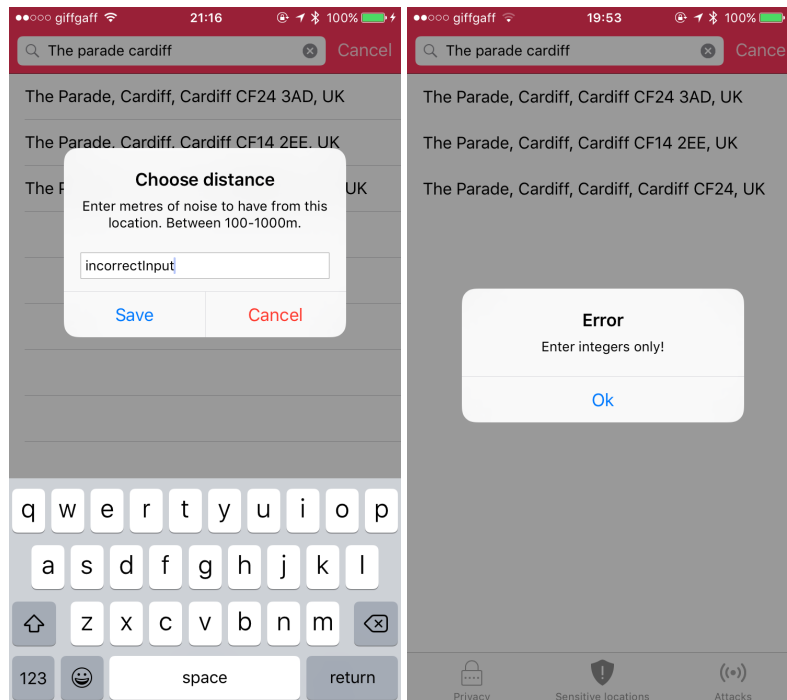 giffgaff 21:16 100%
The parade cardiff Cancel
The Parade, Cardiff, Cardiff CF24 3AD, UK
The Parade, Cardiff, Cardiff CF14 2EE, UK
The P UK
Choose distance
Enter metres of noise to have from this
location. Between 100-1000m.
incorrectInput
Save Cancel
q w e r t y u i o p
a s d f g h j k l
z x c v b n m
123 space return
giffgaff 19:53 100%
The parade cardiff Cance
The Parade, Cardiff, Cardiff CF24 3AD, UK
The Parade, Cardiff, Cardiff CF14 2EE, UK
The Parade, Cardiff, Cardiff, Cardiff CF24, UK
Error
Enter integers only!
Ok
Privacy Sensitive locations Attacks